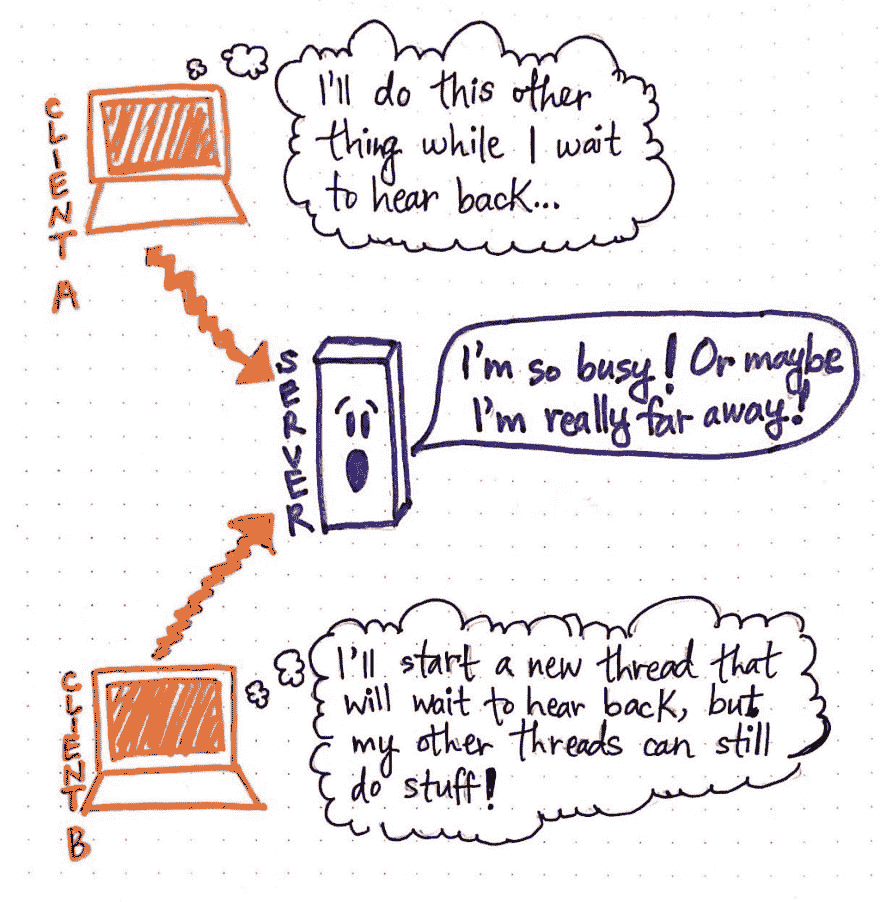 CLIENT A
I'll do this other
thing while I wait
to hear back...
SERVER
I'm so busy! Or maybe
I'm really far away!
CLIENT B
I'll start a new thread that
will wait to hear back, but
my other threads can still
do stuff!